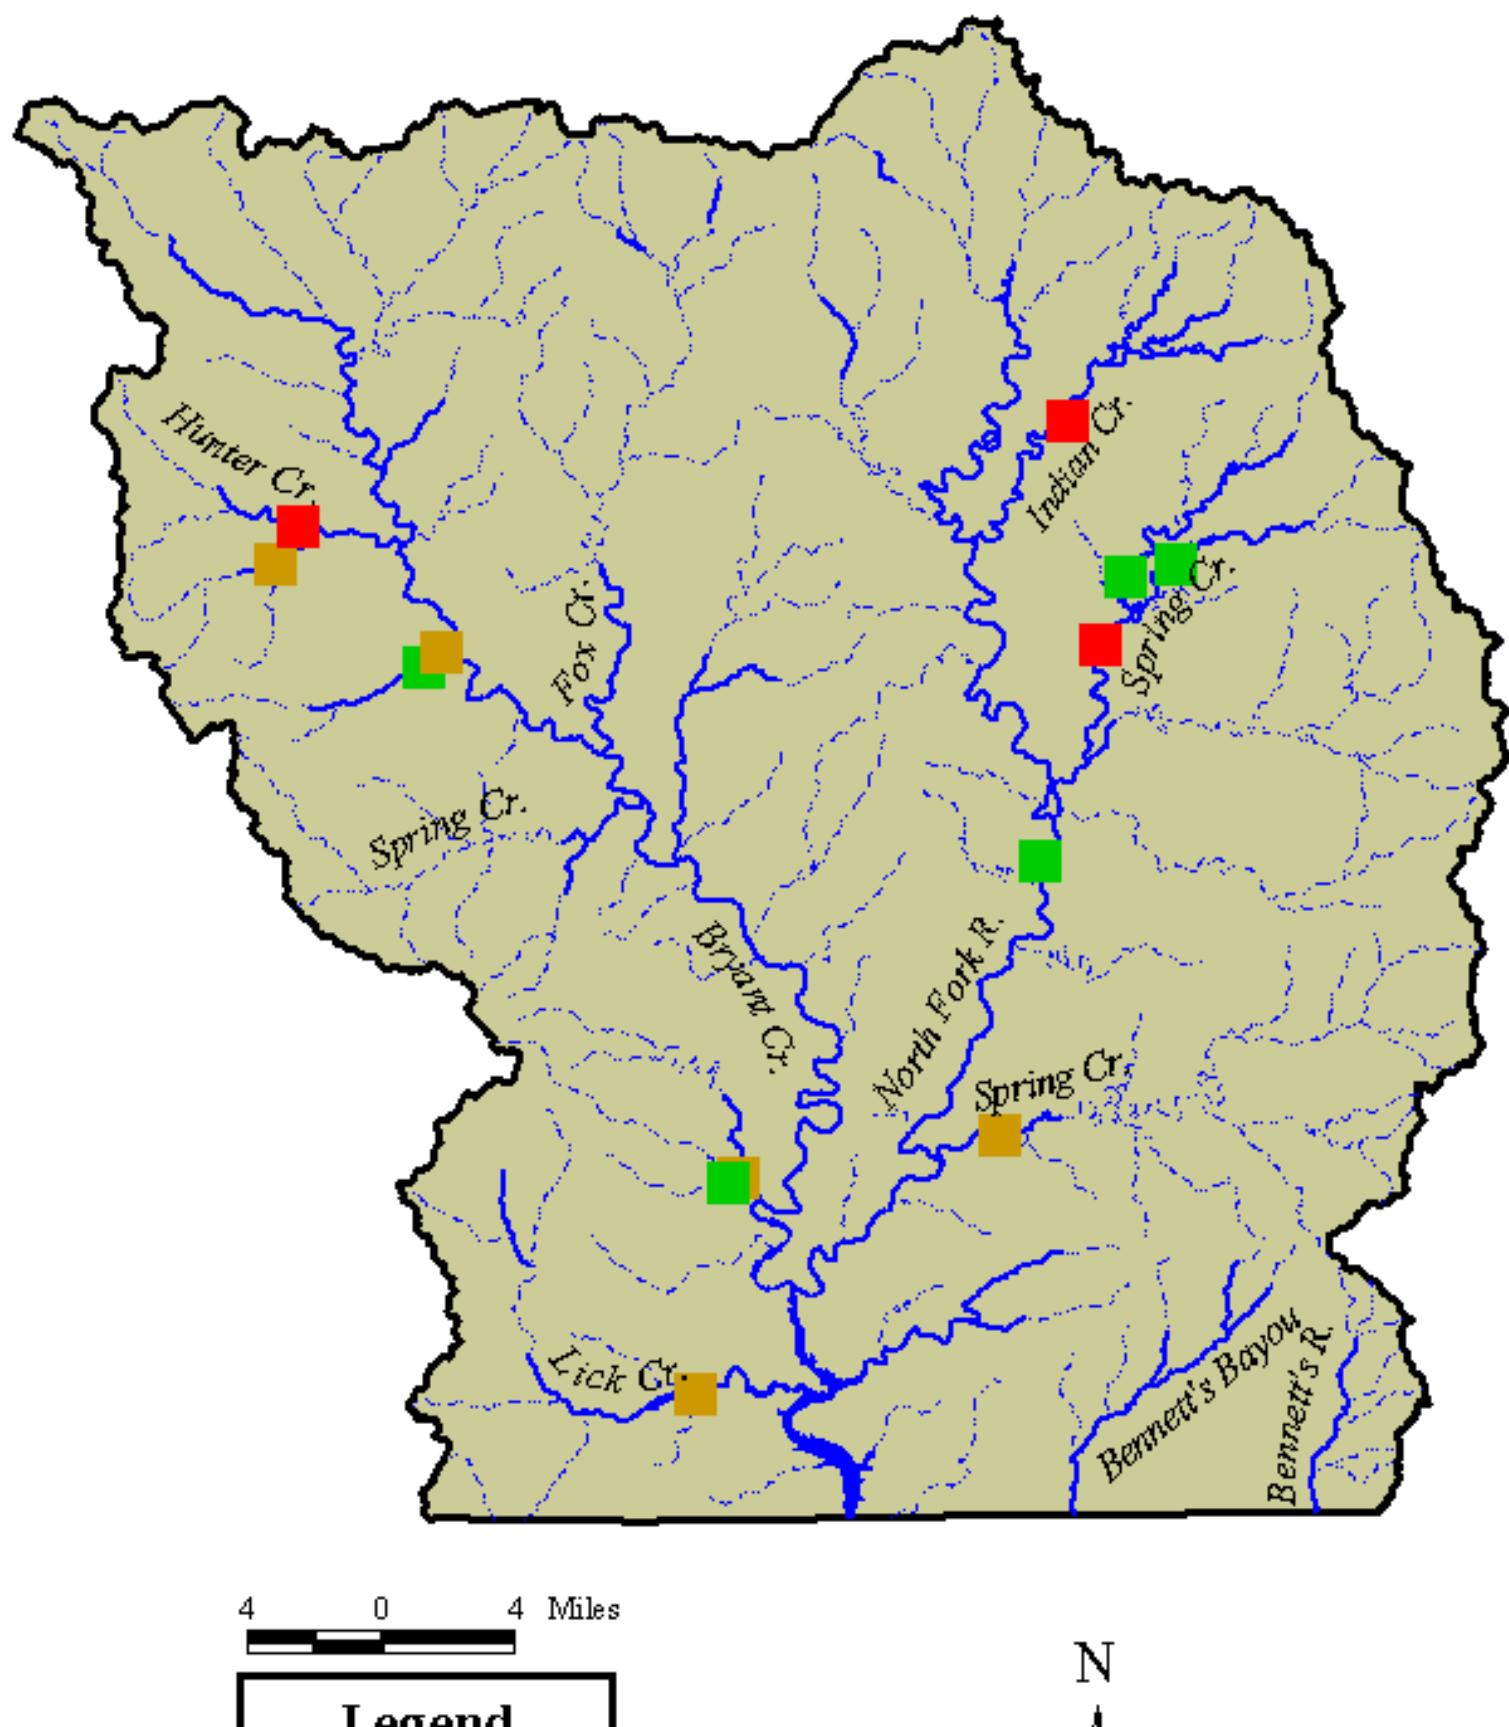 Hunter Cr.
Indian Cr.
Fox Cr.
Spring Cr.
Spring Cr.
Bryant Cr.
North Fork R.
Spring Cr.
Lick Cr.
Bennett's Bayou
Bennett's R.
4 0 4 Miles
N
Legend